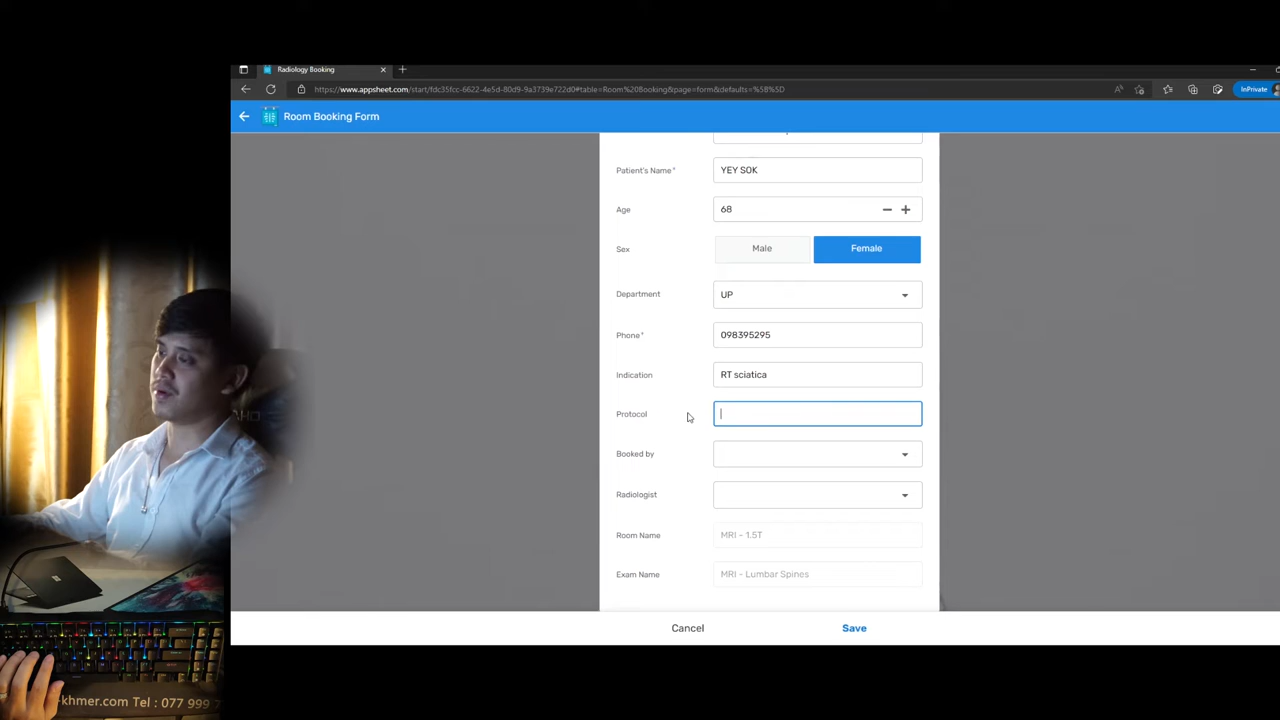 Radiology Booking
https://www.appsheet.com/start/fdc35fcc-6622-4e5d-80d9-9a3739e722d0#table=Room%20Booking&page=form&defaults=%5B%5D
InPrivate
Room Booking Form
Patient's Name*
YEY SOK
Age
68
Sex
Male
Female
Department
UP
Phone*
098395295
Indication
RT sciatica
Protocol
Booked by
Radiologist
Room Name
MRI - 1.5T
Exam Name
MRI - Lumbar Spines
Cancel
Save
-khmer.com Tel : 077 999